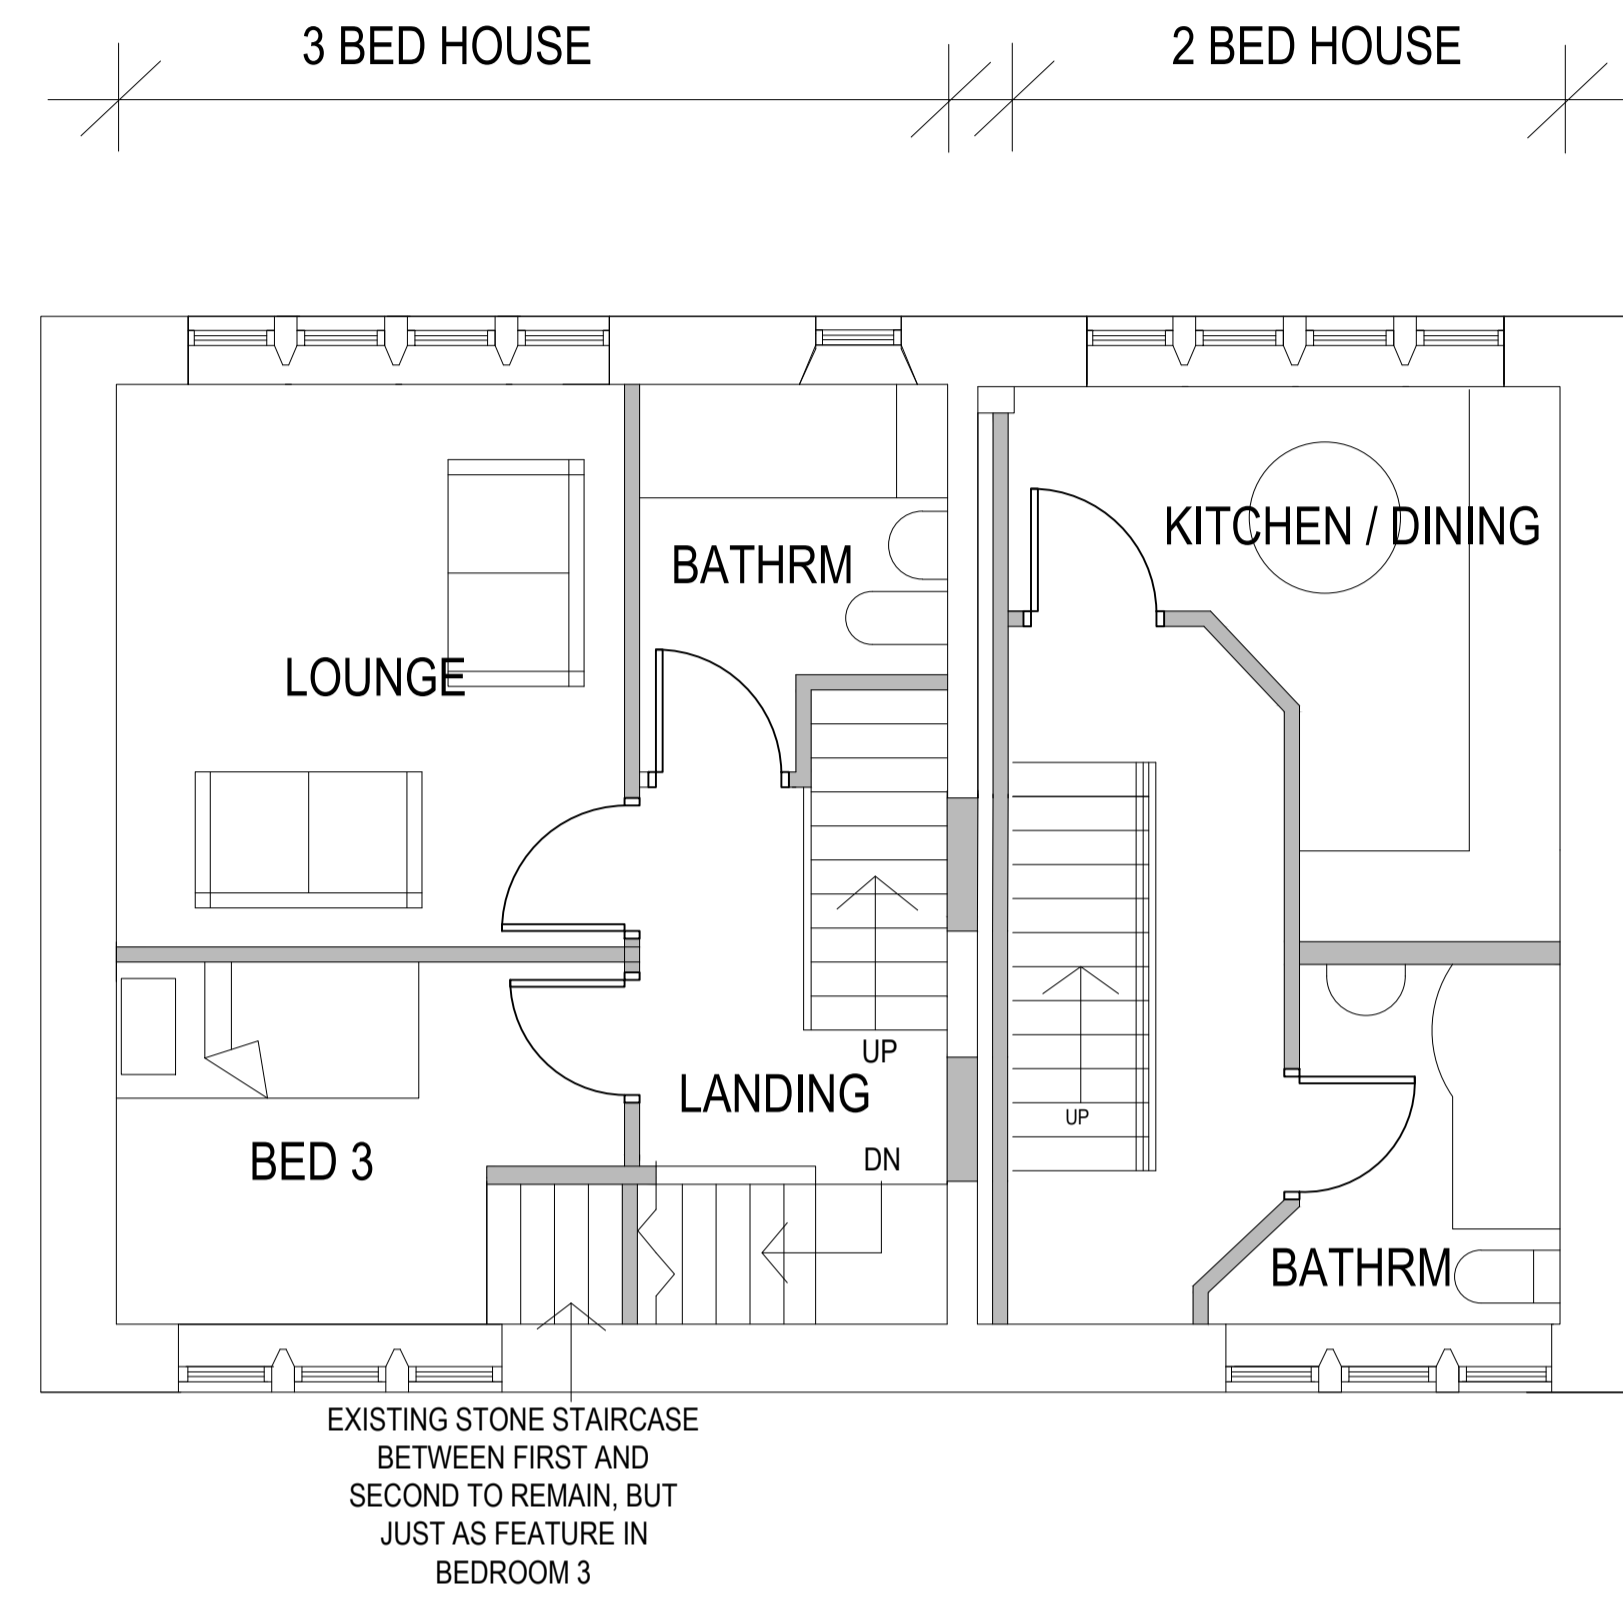 3 BED HOUSE
2 BED HOUSE
KITCHEN / DINING
BATHRM
LOUNGE
UP
LANDING
UP
BED 3
DN
BATHRM
EXISTING STONE STAIRCASE
BETWEEN FIRST AND
SECOND TO REMAIN, BUT
JUST AS FEATURE IN
BEDROOM 3